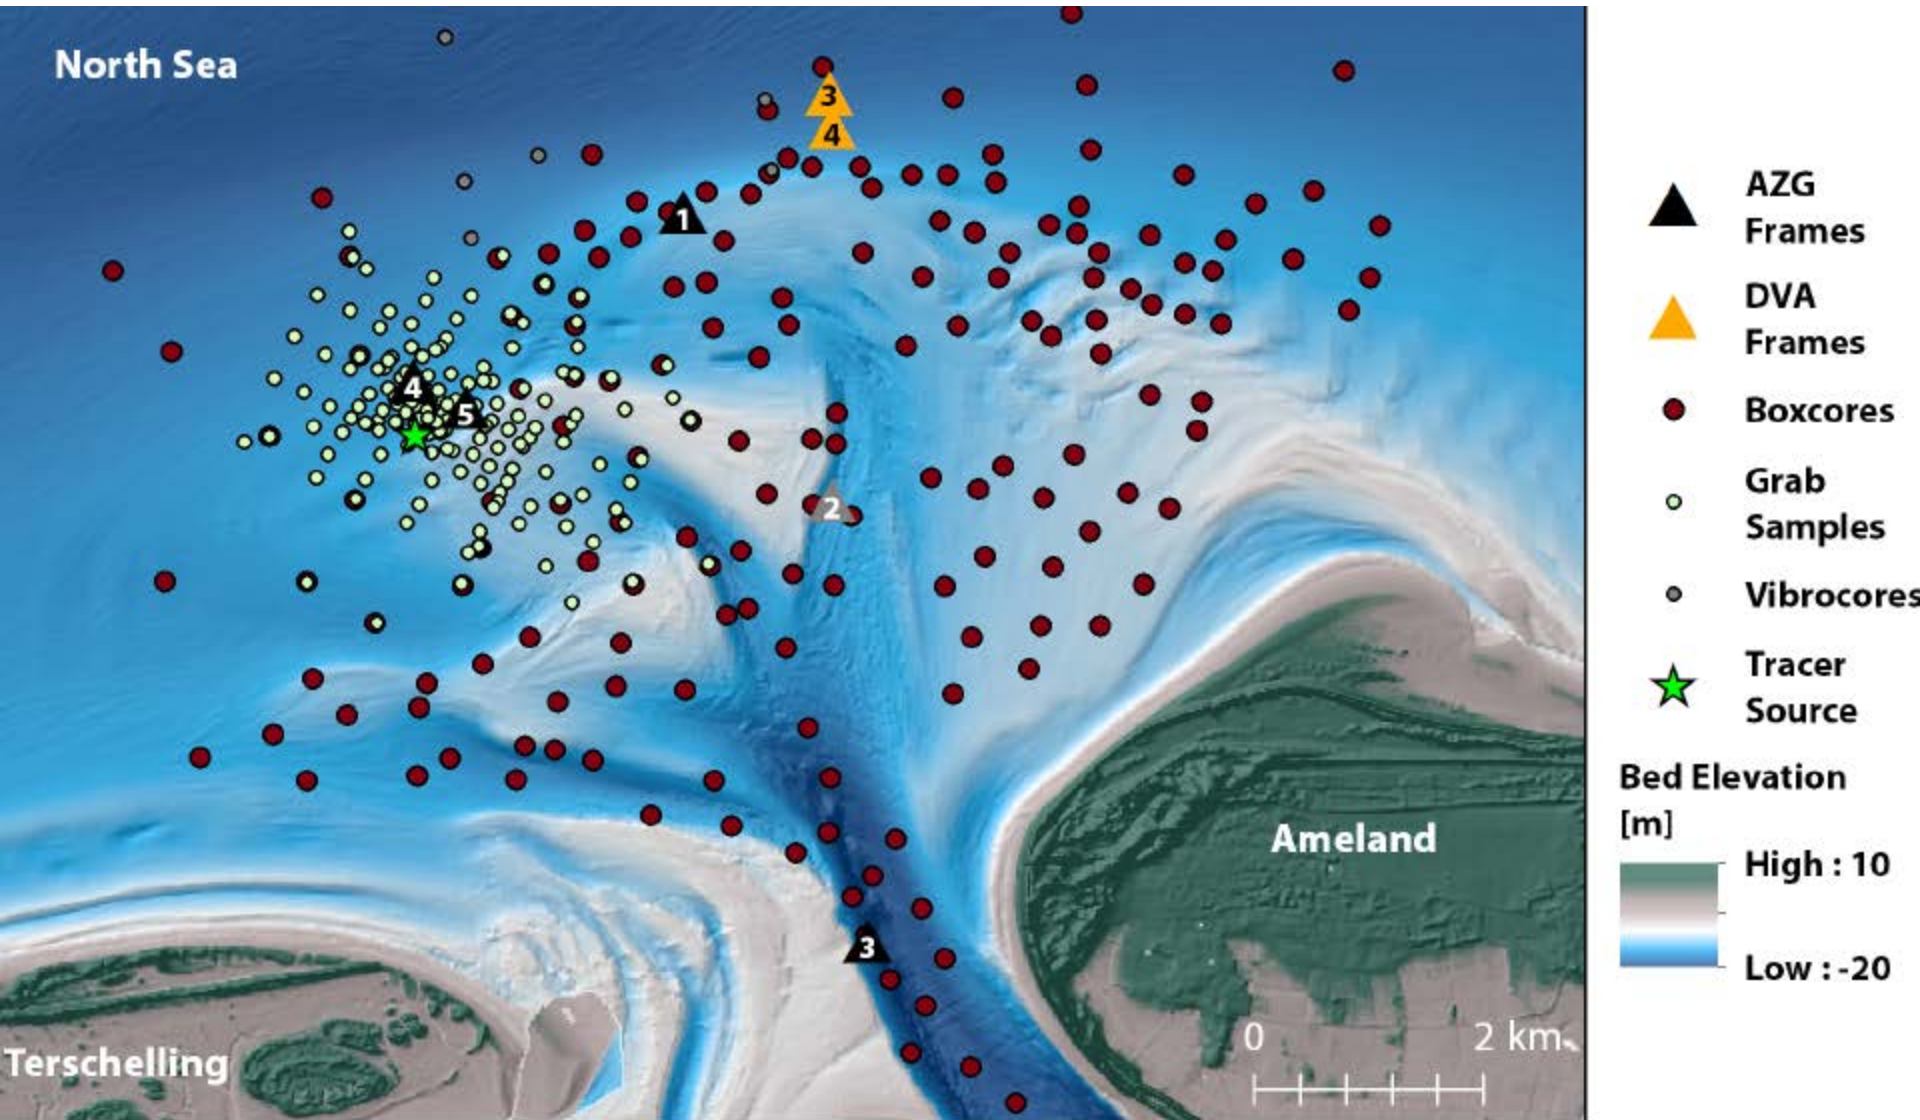 North Sea
3
4
1
4
5
2
Ameland
3
0 2 km
Terschelling
AZG
Frames
DVA
Frames
Boxcores
Grab
Samples
Vibrocores
Tracer
Source
Bed Elevation
[m]
High : 10
Low : -20